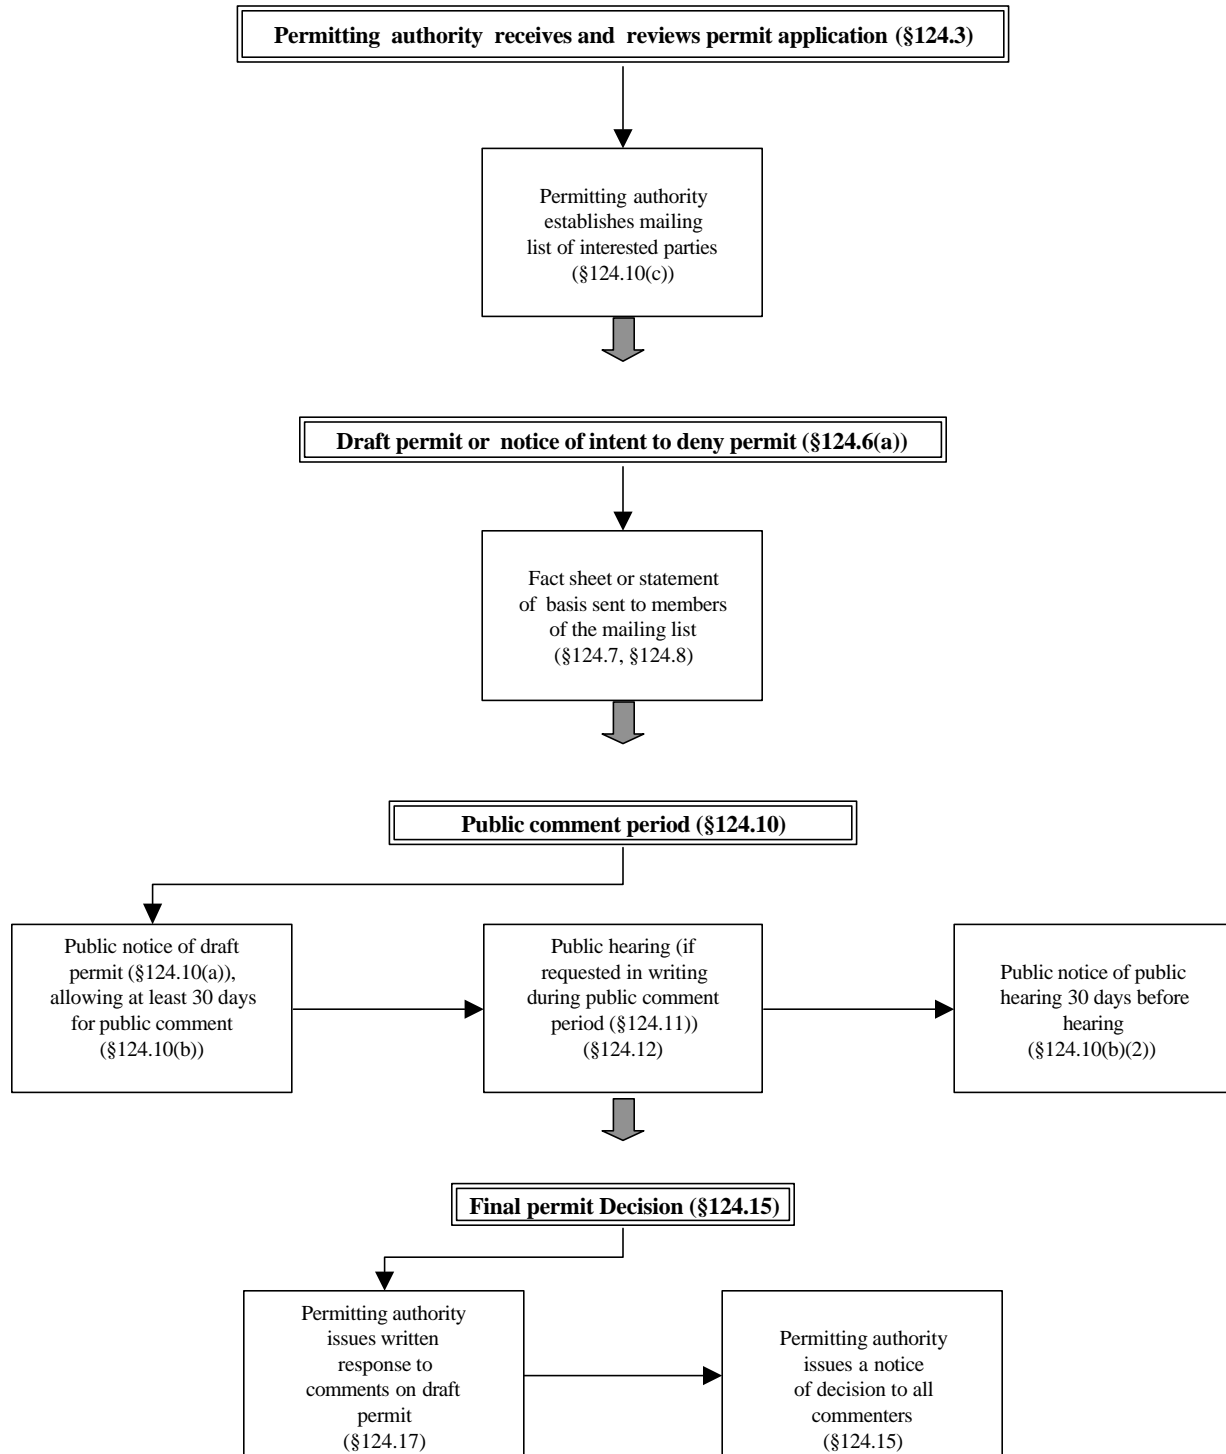 Permitting authority receives and reviews permit application (§124.3)
Permitting authority
establishes mailing
list of interested parties
(§124.10(c))
Draft permit or notice of intent to deny permit (§124.6(a))
Fact sheet or statement
of basis sent to members
of the mailing list
(§124.7, §124.8)
Public comment period (§124.10)
Public notice of draft
permit (§124.10(a)),
allowing at least 30 days
for public comment
(§124.10(b))
Public hearing (if
requested in writing
during public comment
period (§124.11))
(§124.12)
Public notice of public
hearing 30 days before
hearing
(§124.10(b)(2))
Final permit Decision (§124.15)
Permitting authority
issues written
response to
comments on draft
permit
(§124.17)
Permitting authority
issues a notice
of decision to all
commenters
(§124.15)